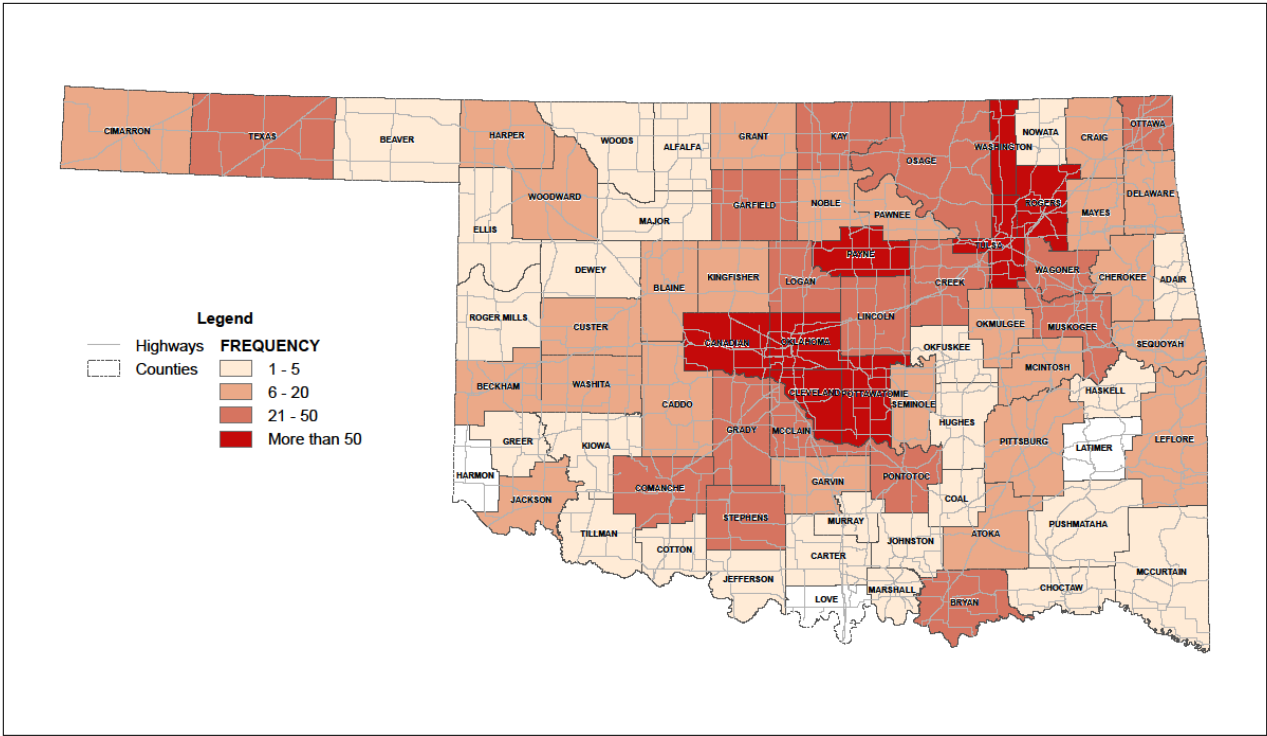 CIMARRON
TEXAS
BEAVER
HARPER
WOODS
ALFALFA
GRANT
KAY
OSAGE
WASHINGTON
NOWATA
CRAIG
OTTAWA
WOODWARD
ELLIS
MAJOR
GARFIELD
NOBLE
PAWNEE
ROGERS
MAYES
DELAWARE
DEWEY
BLAINE
KINGFISHER
LOGAN
PAYNE
CREEK
TULSA
WAGONER
CHEROKEE
ADAIR
ROGER MILLS
CUSTER
CANADIAN
OKLAHOMA
LINCOLN
OKFUSKEE
OKMULGEE
MUSKOGEE
SEQUOYAH
Legend
Highways
FREQUENCY
Counties
1 - 5
6 - 20
21 - 50
More than 50
BECKHAM
WASHITA
CADDO
CLEVELAND
POTTAWATOMIE
SEMINOLE
MCINTOSH
HASKELL
HARMON
GREER
KIOWA
GRADY
MCCLAIN
HUGHES
PITTSBURG
LATIMER
LEFLORE
JACKSON
COMANCHE
GARVIN
PONTOTOC
COAL
TILLMAN
STEPHENS
MURRAY
JOHNSTON
ATOKA
PUSHMATAHA
COTTON
CARTER
MCCURTAIN
JEFFERSON
LOVE
MARSHALL
BRYAN
CHOCTAW